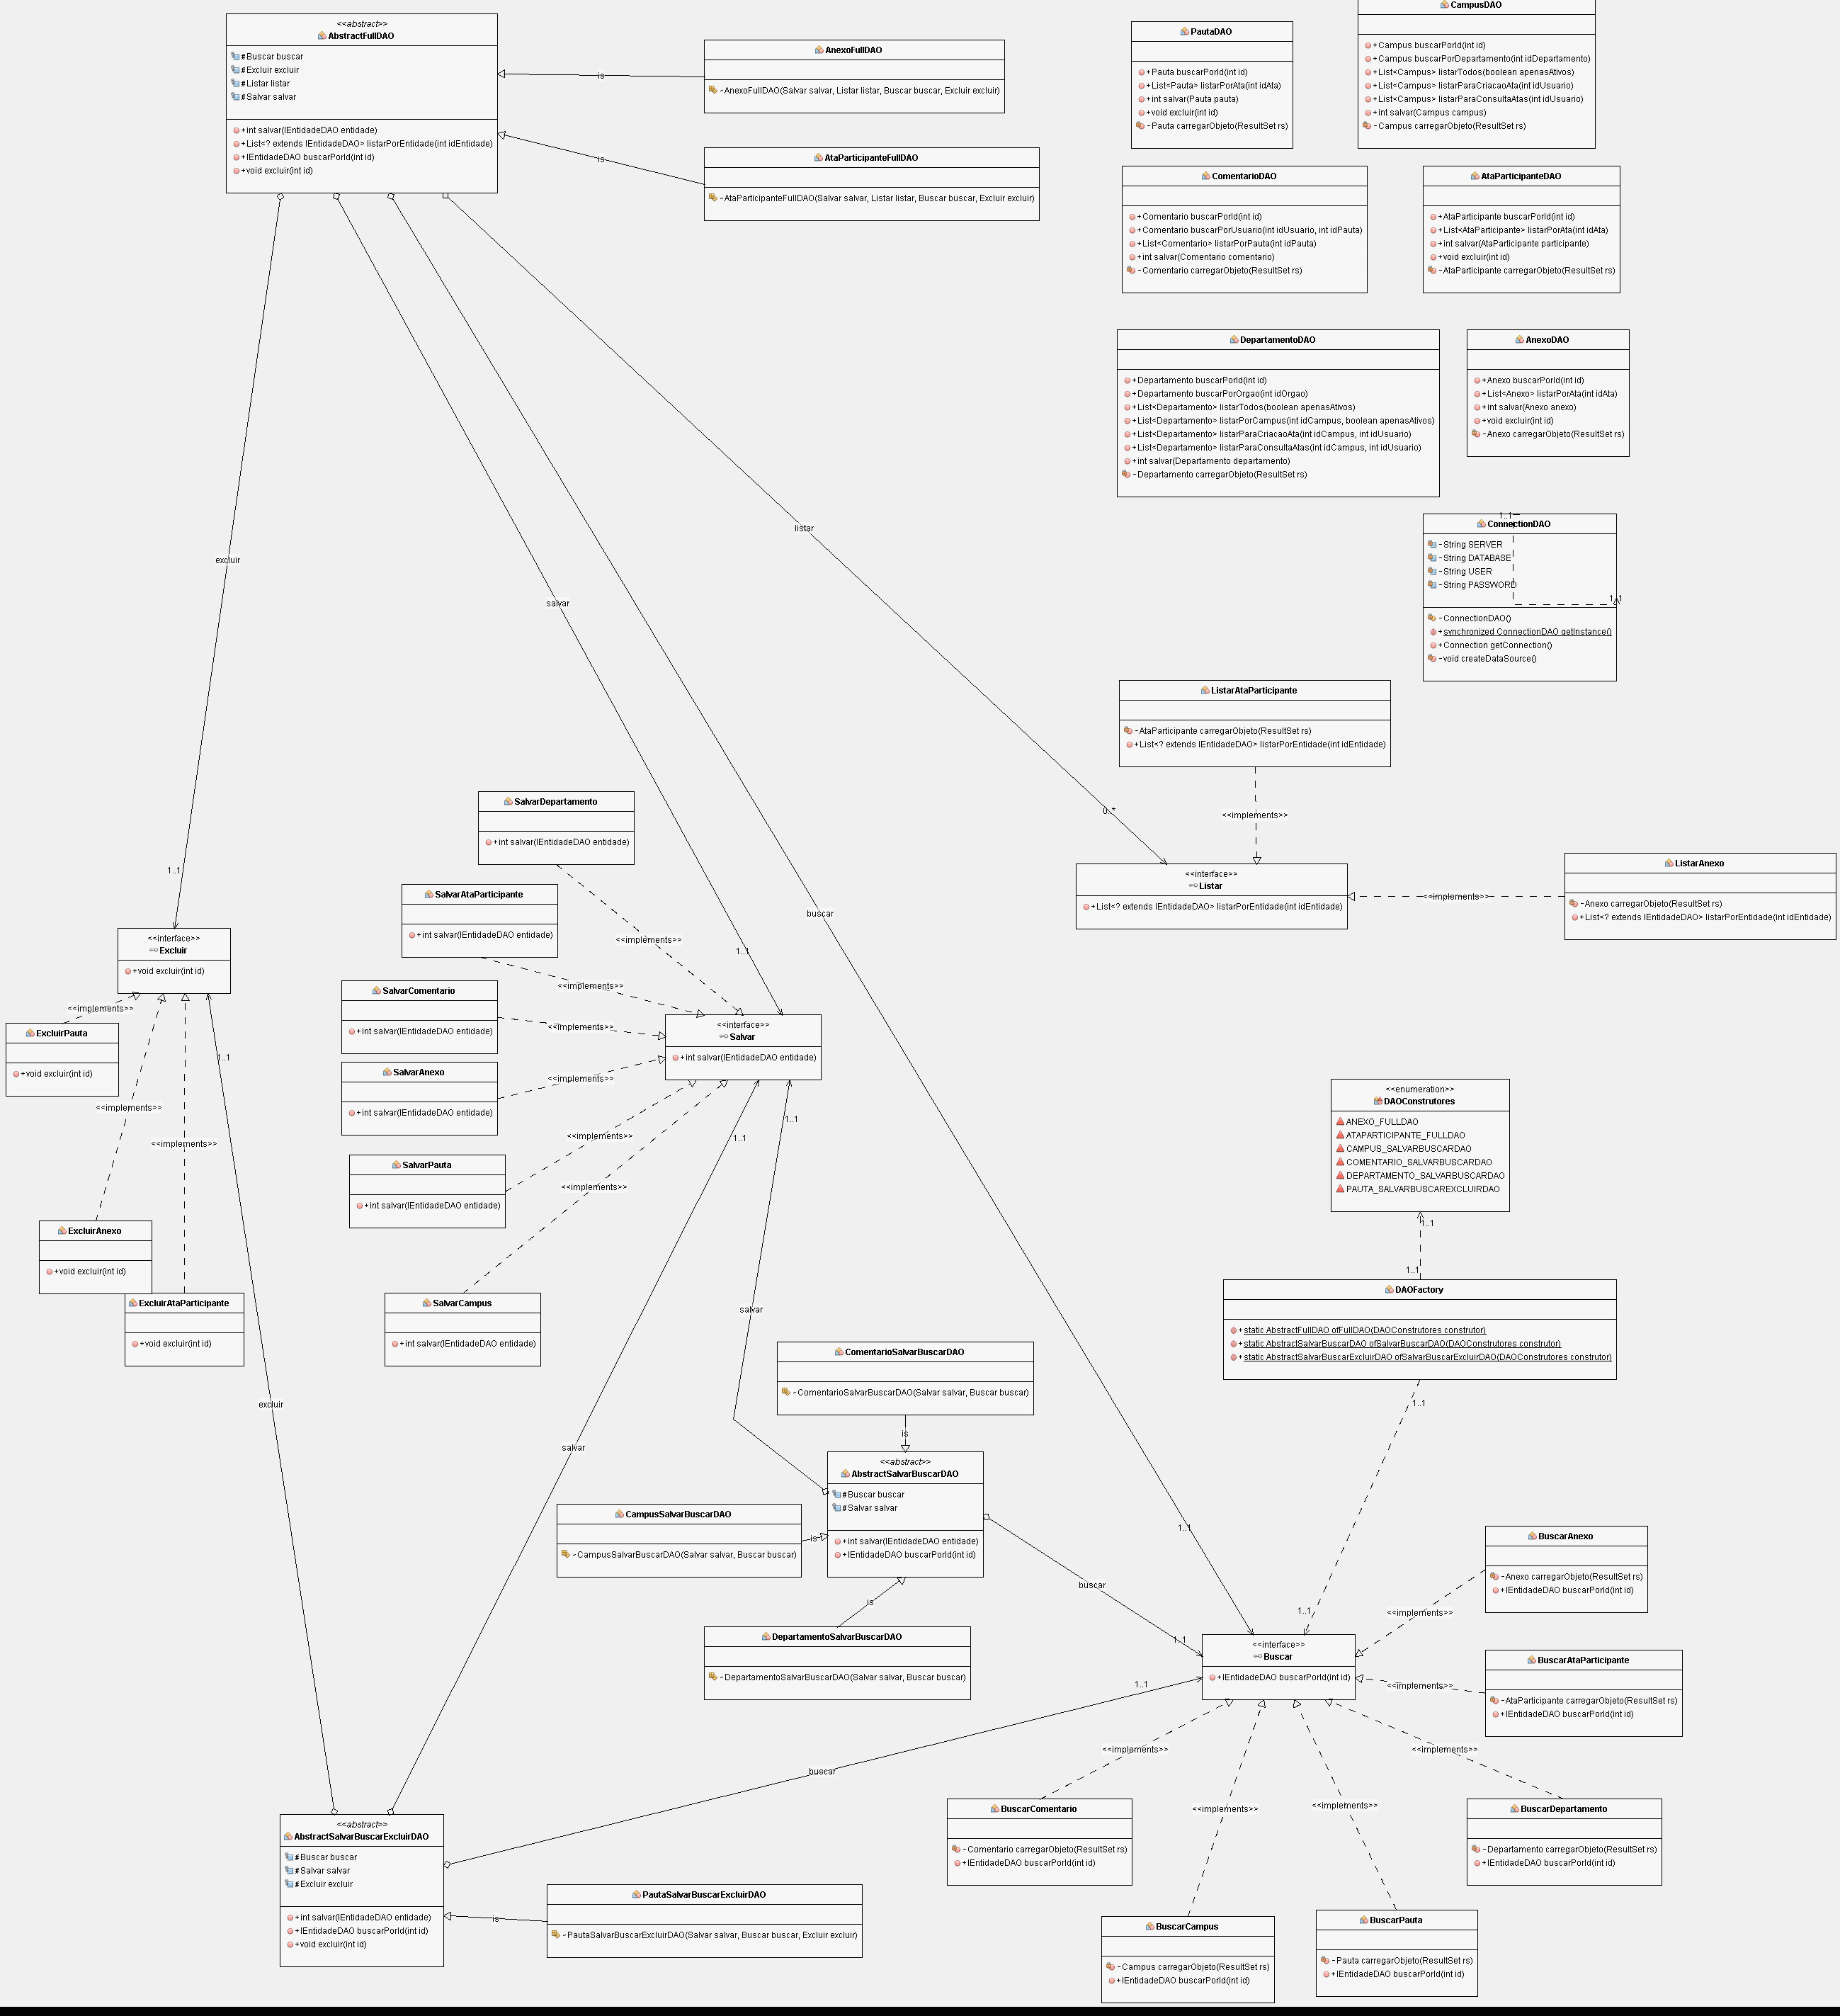 <<abstract>>
AbstractFullDAO
# Buscar buscar
# Excluir excluir
# Listar listar
# Salvar salvar
+ int salvar(IEntidadeDAO entidade)
+ List<? extends IEntidadeDAO> listarPorEntidade(int idEntidade)
+ IEntidadeDAO buscarPorId(int id)
+ void excluir(int id)
AnexoFullDAO
- AnexoFullDAO(Salvar salvar, Listar listar, Buscar buscar, Excluir excluir)
is
AtaParticipanteFullDAO
- AtaParticipanteFullDAO(Salvar salvar, Listar listar, Buscar buscar, Excluir excluir)
is
PautaDAO
+ Pauta buscarPorId(int id)
+ List<Pauta> listarPorAta(int idAta)
+ int salvar(Pauta pauta)
+ void excluir(int id)
- Pauta carregarObjeto(ResultSet rs)
CampusDAO
+ Campus buscarPorId(int id)
+ Campus buscarPorDepartamento(int idDepartamento)
+ List<Campus> listarTodos(boolean apenasAtivos)
+ List<Campus> listarParaCriacaoAta(int idUsuario)
+ List<Campus> listarParaConsultaAtas(int idUsuario)
+ int salvar(Campus campus)
- Campus carregarObjeto(ResultSet rs)
ComentarioDAO
+ Comentario buscarPorId(int id)
+ Comentario buscarPorUsuario(int idUsuario, int idPauta)
+ List<Comentario> listarPorPauta(int idPauta)
+ int salvar(Comentario comentario)
- Comentario carregarObjeto(ResultSet rs)
AtaParticipanteDAO
+ AtaParticipante buscarPorId(int id)
+ List<AtaParticipante> listarPorAta(int idAta)
+ int salvar(AtaParticipante participante)
+ void excluir(int id)
- AtaParticipante carregarObjeto(ResultSet rs)
DepartamentoDAO
+ Departamento buscarPorId(int id)
+ Departamento buscarPorOrgao(int idOrgao)
+ List<Departamento> listarTodos(boolean apenasAtivos)
+ List<Departamento> listarPorCampus(int idCampus, boolean apenasAtivos)
+ List<Departamento> listarParaCriacaoAta(int idCampus, int idUsuario)
+ List<Departamento> listarParaConsultaAtas(int idCampus, int idUsuario)
+ int salvar(Departamento departamento)
- Departamento carregarObjeto(ResultSet rs)
AnexoDAO
+ Anexo buscarPorId(int id)
+ List<Anexo> listarPorAta(int idAta)
+ int salvar(Anexo anexo)
+ void excluir(int id)
- Anexo carregarObjeto(ResultSet rs)
1..1
ConnectionDAO
- String SERVER
- String DATABASE
- String USER
- String PASSWORD
1..1
- ConnectionDAO()
+ synchronized ConnectionDAO getInstance()
+ Connection getConnection()
- void createDataSource()
listar
excluir
salvar
buscar
ListarAtaParticipante
- AtaParticipante carregarObjeto(ResultSet rs)
+ List<? extends IEntidadeDAO> listarPorEntidade(int idEntidade)
<<implements>>
0..*
<<interface>>
Listar
+ List<? extends IEntidadeDAO> listarPorEntidade(int idEntidade)
<<implements>>
ListarAnexo
- Anexo carregarObjeto(ResultSet rs)
+ List<? extends IEntidadeDAO> listarPorEntidade(int idEntidade)
SalvarDepartamento
+ int salvar(IEntidadeDAO entidade)
<<implements>>
SalvarAtaParticipante
+ int salvar(IEntidadeDAO entidade)
<<implements>>
SalvarComentario
+ int salvar(IEntidadeDAO entidade)
<<implements>>
SalvarAnexo
+ int salvar(IEntidadeDAO entidade)
<<implements>>
SalvarPauta
+ int salvar(IEntidadeDAO entidade)
<<implements>>
SalvarCampus
+ int salvar(IEntidadeDAO entidade)
<<implements>>
1..1
<<interface>>
Salvar
+ int salvar(IEntidadeDAO entidade)
1..1
1..1
1..1
<<interface>>
Excluir
+ void excluir(int id)
<<implements>>
ExcluirPauta
+ void excluir(int id)
1..1
<<implements>>
ExcluirAnexo
+ void excluir(int id)
<<implements>>
ExcluirAtaParticipante
+ void excluir(int id)
excluir
salvar
salvar
<<enumeration>>
DAOConstrutores
ANEXO_FULLDAO
ATAPARTICIPANTE_FULLDAO
CAMPUS_SALVARBUSCARDAO
COMENTARIO_SALVARBUSCARDAO
DEPARTAMENTO_SALVARBUSCARDAO
PAUTA_SALVARBUSCAREXCLUIRDAO
1..1
1..1
DAOFactory
+ static AbstractFullDAO ofFullDAO(DAOConstrutores construtor)
+ static AbstractSalvarBuscarDAO ofSalvarBuscarDAO(DAOConstrutores construtor)
+ static AbstractSalvarBuscarExcluirDAO ofSalvarBuscarExcluirDAO(DAOConstrutores construtor)
1..1
1..1
ComentarioSalvarBuscarDAO
- ComentarioSalvarBuscarDAO(Salvar salvar, Buscar buscar)
is
<<abstract>>
AbstractSalvarBuscarDAO
# Buscar buscar
# Salvar salvar
+ int salvar(IEntidadeDAO entidade)
+ IEntidadeDAO buscarPorId(int id)
CampusSalvarBuscarDAO
- CampusSalvarBuscarDAO(Salvar salvar, Buscar buscar)
is
is
DepartamentoSalvarBuscarDAO
- DepartamentoSalvarBuscarDAO(Salvar salvar, Buscar buscar)
buscar
1..1
1..1
1..1
<<interface>>
Buscar
+ IEntidadeDAO buscarPorId(int id)
BuscarAnexo
- Anexo carregarObjeto(ResultSet rs)
+ IEntidadeDAO buscarPorId(int id)
<<implements>>
BuscarAtaParticipante
- AtaParticipante carregarObjeto(ResultSet rs)
+ IEntidadeDAO buscarPorId(int id)
<<implements>>
<<implements>>
<<implements>>
<<implements>>
<<implements>>
buscar
BuscarComentario
- Comentario carregarObjeto(ResultSet rs)
+ IEntidadeDAO buscarPorId(int id)
BuscarDepartamento
- Departamento carregarObjeto(ResultSet rs)
+ IEntidadeDAO buscarPorId(int id)
BuscarCampus
- Campus carregarObjeto(ResultSet rs)
+ IEntidadeDAO buscarPorId(int id)
BuscarPauta
- Pauta carregarObjeto(ResultSet rs)
+ IEntidadeDAO buscarPorId(int id)
<<abstract>>
AbstractSalvarBuscarExcluirDAO
# Buscar buscar
# Salvar salvar
# Excluir excluir
+ int salvar(IEntidadeDAO entidade)
+ IEntidadeDAO buscarPorId(int id)
+ void excluir(int id)
is
PautaSalvarBuscarExcluirDAO
- PautaSalvarBuscarExcluirDAO(Salvar salvar, Buscar buscar, Excluir excluir)